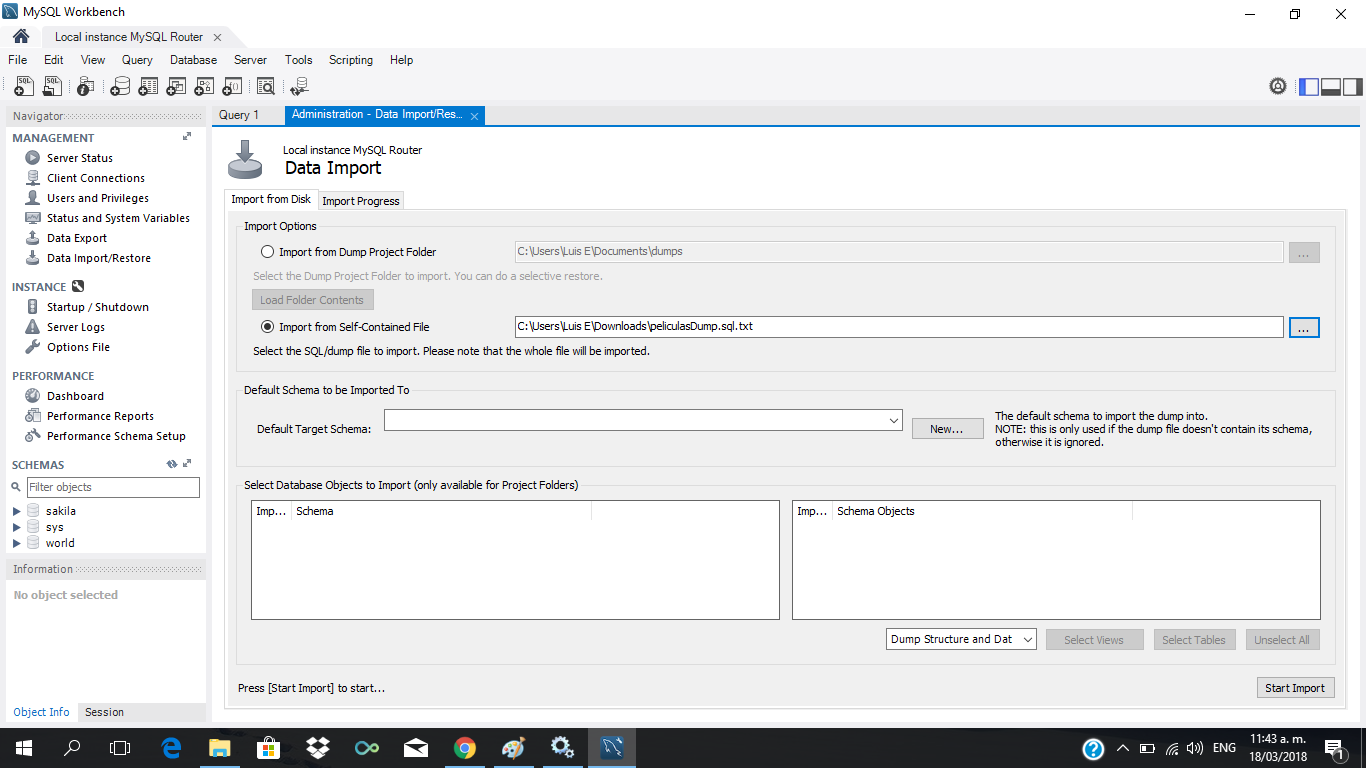 MySQL Workbench
Local instance MySQL Router
File Edit View Query Database Server Tools Scripting Help
Navigator
MANAGEMENT
Server Status
Client Connections
Users and Privileges
Status and System Variables
Data Export
Data Import/Restore
INSTANCE
Startup / Shutdown
Server Logs
Options File
PERFORMANCE
Dashboard
Performance Reports
Performance Schema Setup
SCHEMAS
Filter objects
sakila
sys
world
Information
No object selected
Object Info Session
Query 1 Administration - Data Import/Res...
Local instance MySQL Router
Data Import
Import from Disk Import Progress
Import Options
Import from Dump Project Folder C:\Users\Luis E\Documents\dumps ...
Select the Dump Project Folder to import. You can do a selective restore.
Load Folder Contents
Import from Self-Contained File C:\Users\Luis E\Downloads\peliculasDump.sql.txt ...
Select the SQL/dump file to import. Please note that the whole file will be imported.
Default Schema to be Imported To
Default Target Schema: New...
The default schema to import the dump into.
NOTE: this is only used if the dump file doesn't contain its schema,
otherwise it is ignored.
Select Database Objects to Import (only available for Project Folders)
Imp... Schema Imp... Schema Objects
Dump Structure and Dat Select Views Select Tables Unselect All
Press [Start Import] to start... Start Import
ENG 11:43 a. m.
18/03/2018
1